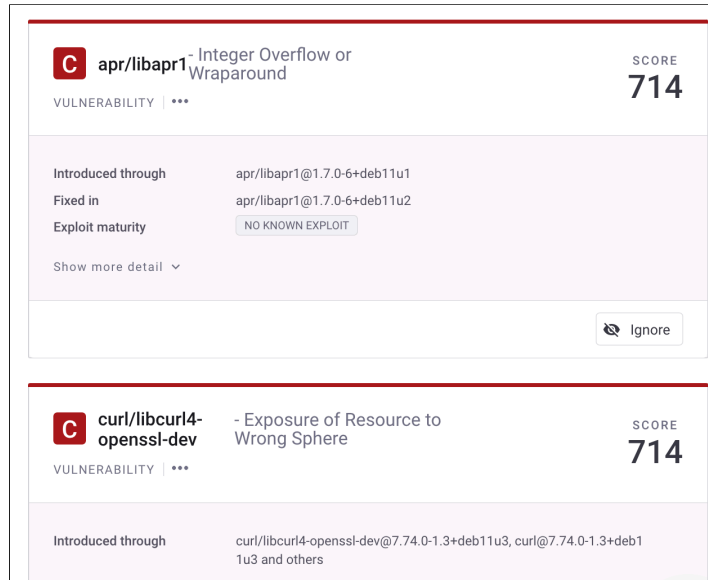 C apr/libapr1 - Integer Overflow or
Wraparound
SCORE
714
VULNERABILITY
Introduced through apr/libapr1@1.7.0-6+deb11u1
Fixed in apr/libapr1@1.7.0-6+deb11u2
Exploit maturity NO KNOWN EXPLOIT
Show more detail
Ignore
C curl/libcurl4- - Exposure of Resource to
openssl-dev Wrong Sphere
SCORE
714
VULNERABILITY
Introduced through curl/libcurl4-openssl-dev@7.74.0-1.3+deb11u3, curl@7.74.0-1.3+deb1
1u3 and others